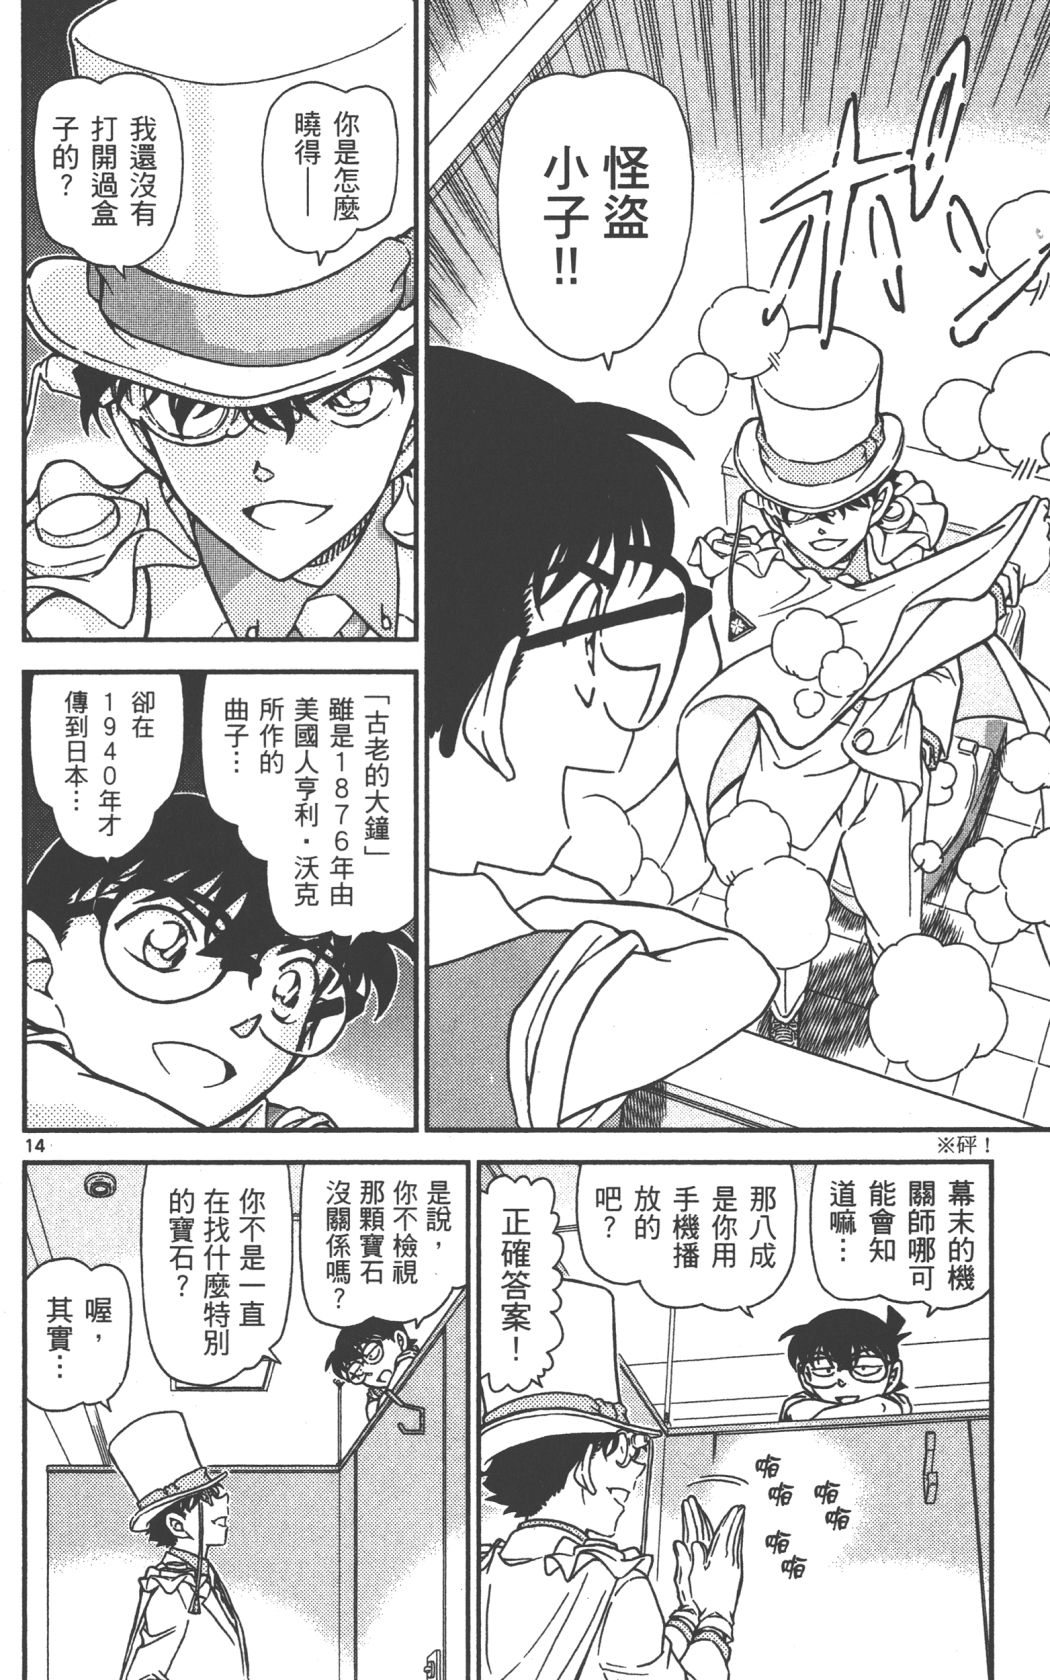 怪盜
小子!!
ボンッ
你是怎麼
曉得——
我還沒有
打開過盒
子的？
「古老的大鐘」
雖是1876年由
美國人亨利．沃克
所作的
曲子…
卻在
1940年才
傳到日本…
14
※砰！
幕末的機
關師哪可
能會知
道嘛…
那八成
是你用
手機播
放的
吧？
正確答案！
啪
啪
啪
啪
啪
啪
是說，
你不檢視
那顆寶石
沒關係嗎？
你不是一直
在找什麼特別
的寶石？
喔，
其實…